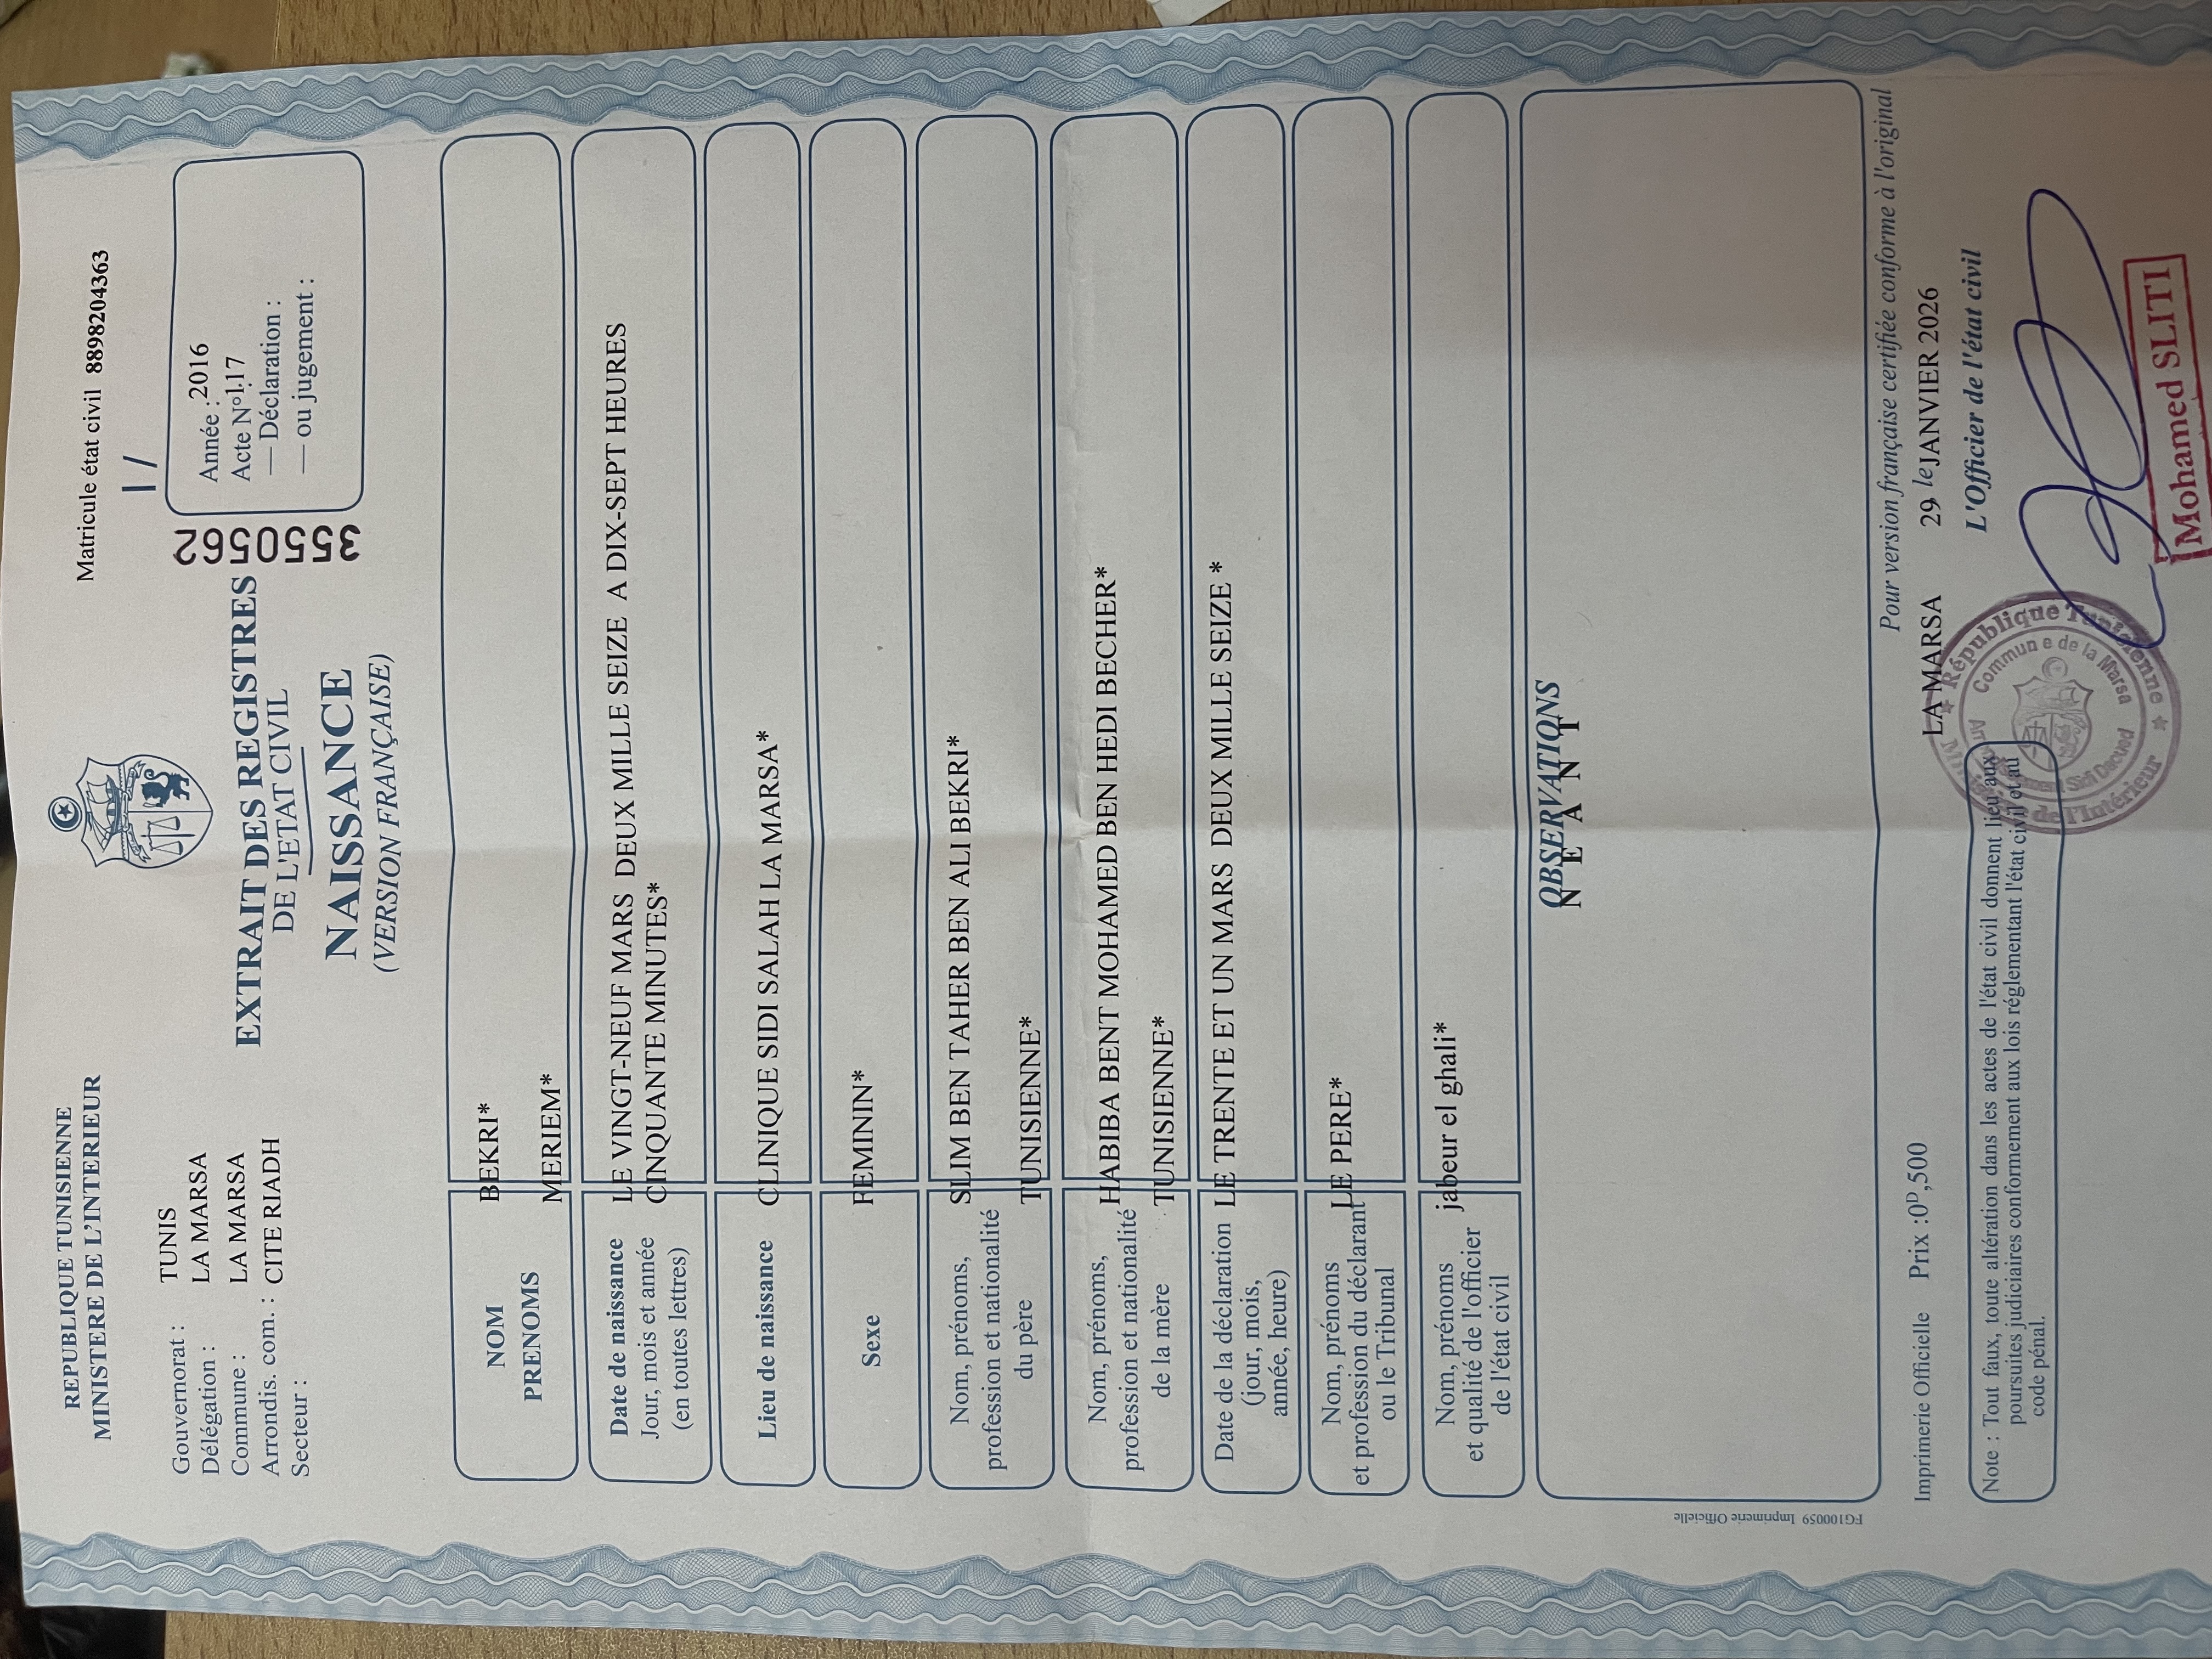 REPUBLIQUE TUNISIENNE
MINISTERE DE L'INTERIEUR
Matricule état civil 8898204363
1 /
Gouvernorat : TUNIS
Délégation : LA MARSA
Commune : LA MARSA
Arrondis. com. : CITE RIADH
Secteur :
EXTRAIT DES REGISTRES
DE L'ETAT CIVIL
NAISSANCE
(VERSION FRANÇAISE)
3550562
Année : 2016
Acte N° 117
— Déclaration :
— ou jugement :
NOM
PRENOMS
BEKRI*
MERIEM*
Date de naissance
Jour, mois et année
(en toutes lettres)
LE VINGT-NEUF MARS DEUX MILLE SEIZE A DIX-SEPT HEURES
CINQUANTE MINUTES*
Lieu de naissance
CLINIQUE SIDI SALAH LA MARSA*
Sexe
FEMININ*
Nom, prénoms,
profession et nationalité
du père
SLIM BEN TAHER BEN ALI BEKRI*
TUNISIENNE*
Nom, prénoms,
profession et nationalité
de la mère
HABIBA BENT MOHAMED BEN HEDI BECHER*
TUNISIENNE*
Date de la déclaration
(jour, mois,
année, heure)
LE TRENTE ET UN MARS DEUX MILLE SEIZE *
Nom, prénoms
et profession du déclarant
ou le Tribunal
LE PERE*
Nom, prénoms
et qualité de l'officier
de l'état civil
jabeur el ghali*
OBSERVATIONS
N E A N T
FG100059 Imprimerie Officielle
Pour version française certifiée conforme à l'original
Imprimerie Officielle Prix :0D,500
LA MARSA 29, le JANVIER 2026
L'Officier de l'état civil
Note : Tout faux, toute altération dans les actes de l'état civil donnent lieu aux
poursuites judiciaires conformement aux lois réglementant l'état civil et au
code pénal.
République Tunisienne
Ministère de l'Intérieur
Commune de la Marsa
Arrondissement Sidi Daoued
Mohamed SLITI